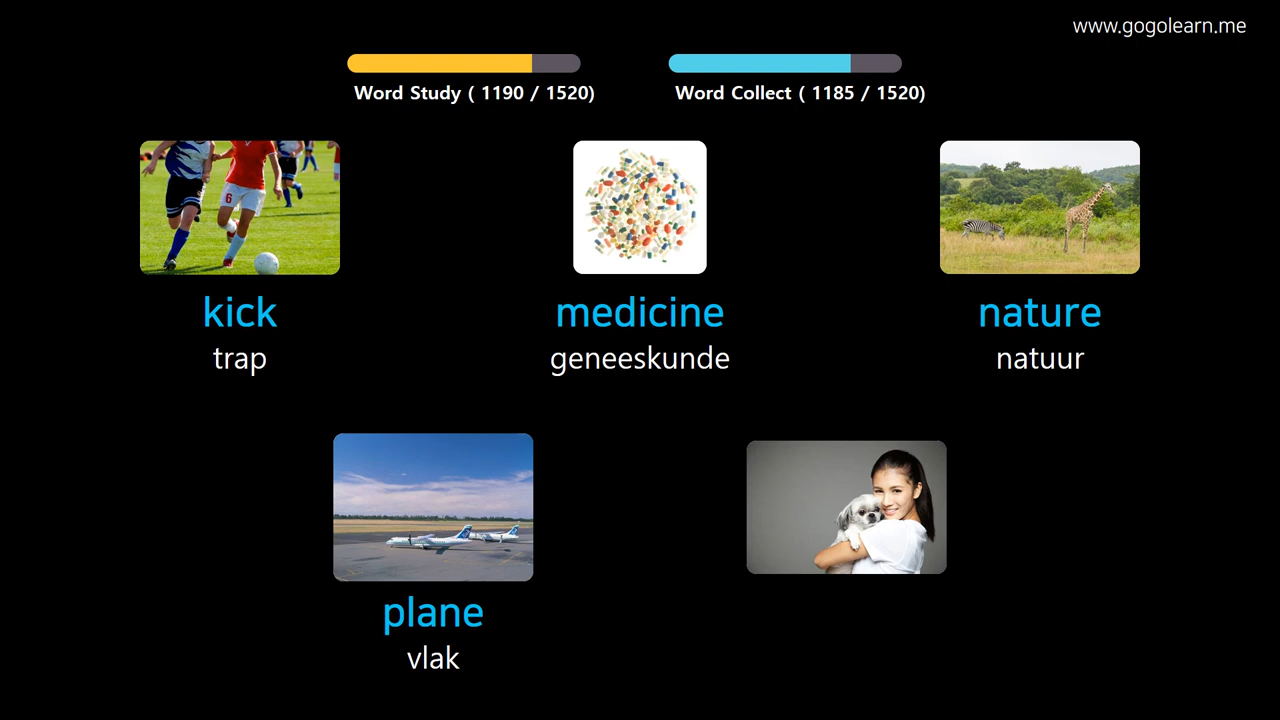 www.gogolearn.me
Word Study ( 1190 / 1520)
Word Collect ( 1185 / 1520)
6
kick
medicine
nature
trap
geneeskunde
natuur
plane
vlak